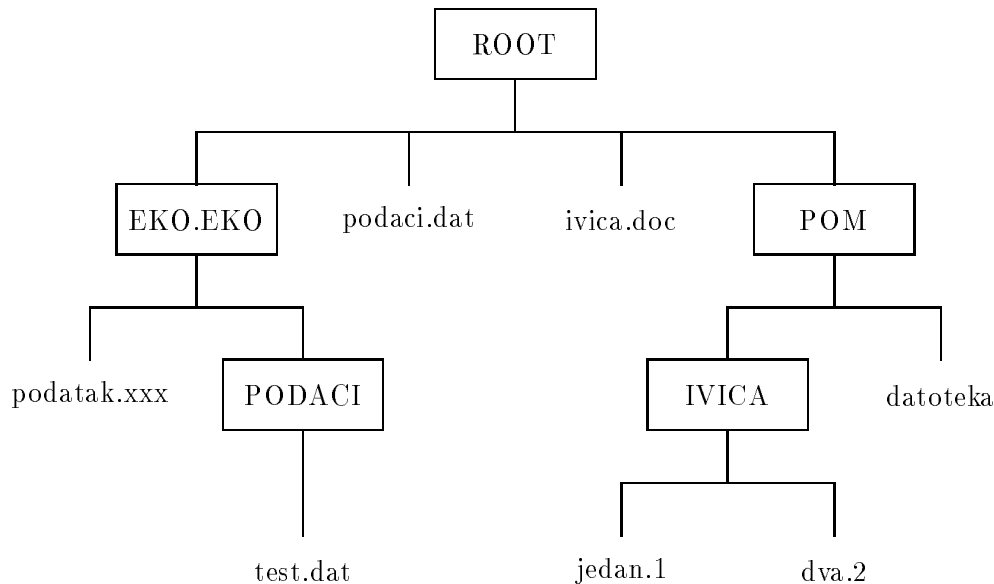 ROOT
EKO.EKO
podaci.dat
ivica.doc
POM
podatak.xxx
PODACI
IVICA
datoteka
test.dat
jedan.1
dva.2